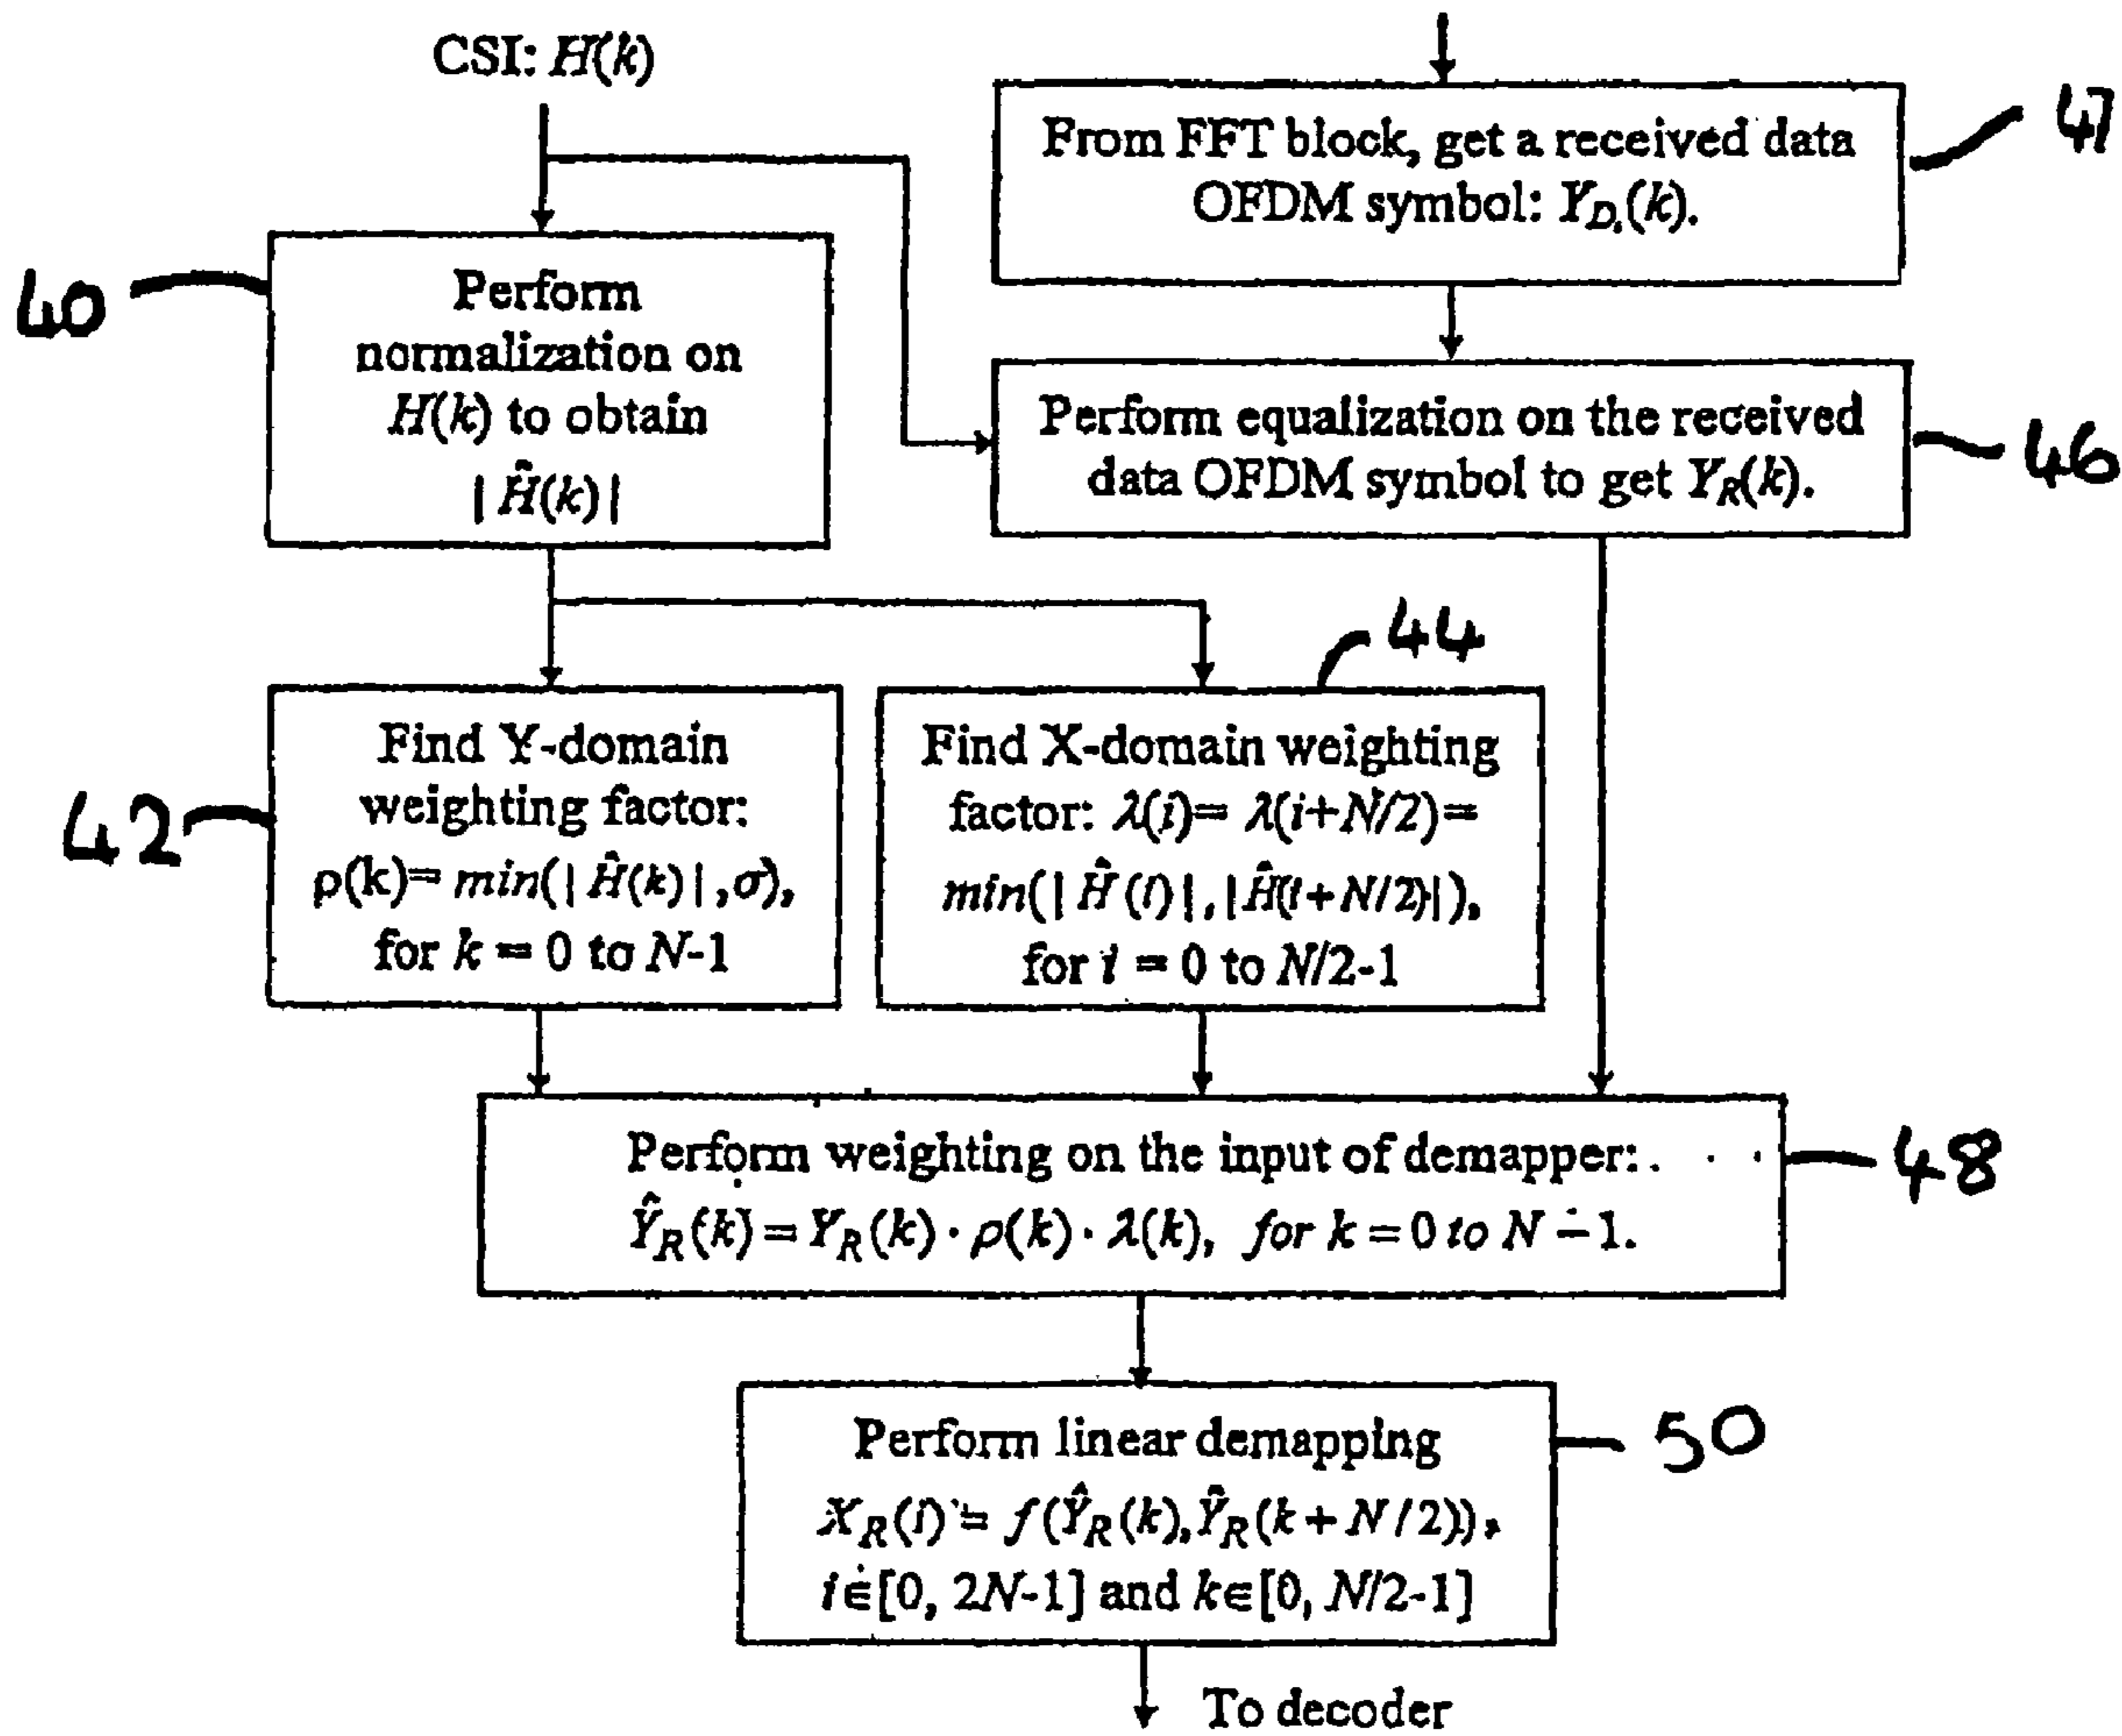 CSI: H(k)
From FFT block, get a received data
OFDM symbol: Y_D(k).
47
40
Perform
normalization on
H(k) to obtain
|Ĥ(k)|
Perform equalization on the received
data OFDM symbol to get Y_R(k).
46
44
Find Y-domain
weighting factor:
ρ(k)= min(|Ĥ(k)|,σ),
for k = 0 to N-1
42
Find X-domain weighting
factor: λ(i)= λ(i+N/2)=
min(|Ĥ(i)|,|Ĥ(i+N/2)|),
for i = 0 to N/2-1
Perform weighting on the input of demapper:
Ŷ_R(k)=Y_R(k)·ρ(k)·λ(k), for k=0 to N-1.
48
Perform linear demapping
X_R(i)= f(Ŷ_R(k),Ŷ_R(k+N/2)),
i∈[0, 2N-1] and k∈[0, N/2-1]
50
To decoder